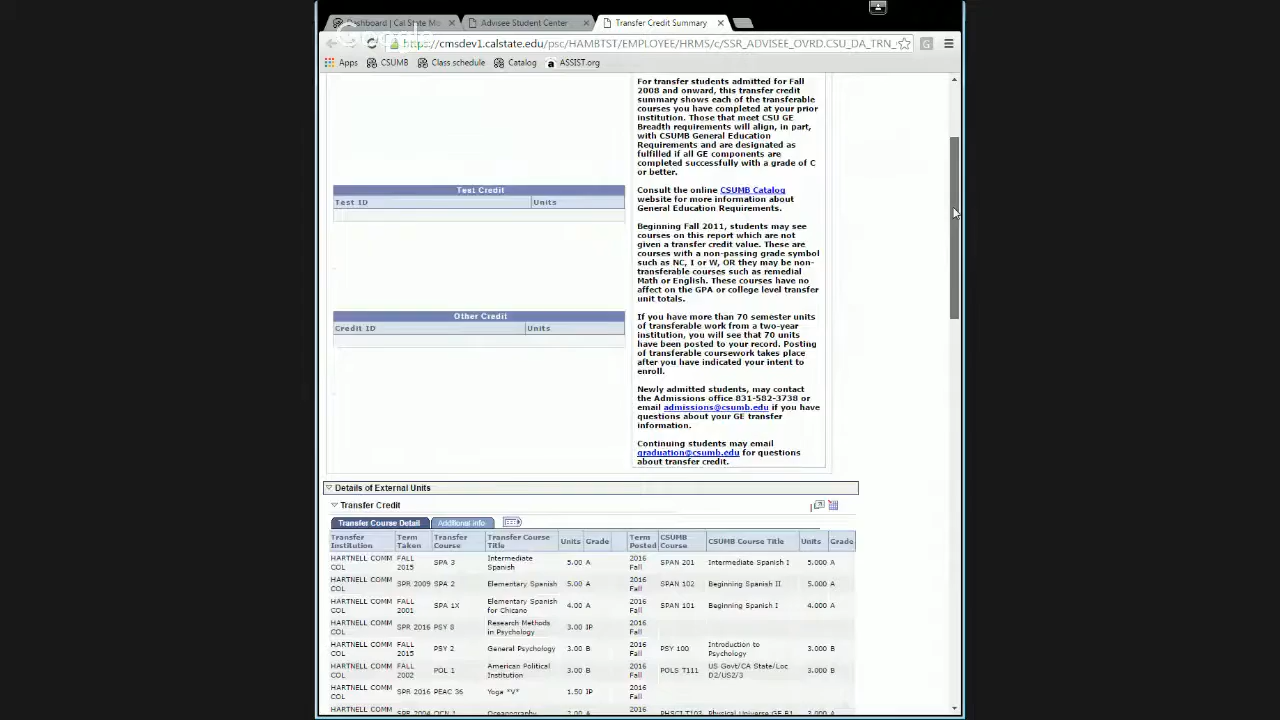 Dashboard | Cal State Mo
Advisee Student Center
Transfer Credit Summary
Google
https://cmsdev1.calstate.edu/psc/HAMBTST/EMPLOYEE/HRMS/c/SSR_ADVISEE_OVRD.CSU_DA_TRN_
Apps CSUMB Class schedule Catalog ASSIST.org
For transfer students admitted for Fall
2008 and onward, this transfer credit
summary shows each of the transferable
courses you have completed at your prior
institution. Those that meet CSU GE
Breadth requirements will align, in part,
with CSUMB General Education
Requirements and are designated as
fulfilled if all GE components are
completed successfully with a grade of C
or better.
Consult the online CSUMB Catalog
website for more information about
General Education Requirements.
Beginning Fall 2011, students may see
courses on this report which are not
given a transfer credit value. These are
courses with a non-passing grade symbol
such as NC, I or W, OR they may be non-
transferable courses such as remedial
Math or English. These courses have no
affect on the GPA or college level transfer
unit totals.
If you have more than 70 semester units
of transferable work from a two-year
institution, you will see that 70 units
have been posted to your record. Posting
of transferable coursework takes place
after you have indicated your intent to
enroll.
Newly admitted students, may contact
the Admissions office 831-582-3738 or
email admissions@csumb.edu if you have
questions about your GE transfer
information.
Continuing students may email
graduation@csumb.edu for questions
about transfer credit.
Test Credit
Test ID Units
Other Credit
Credit ID Units
Details of External Units
Transfer Credit
Transfer Course Detail Additional info
Transfer Institution Term Taken Transfer Course Transfer Course Title Units Grade Term Posted CSUMB Course CSUMB Course Title Units Grade
HARTNELL COMM COL FALL 2015 SPA 3 Intermediate Spanish 5.00 A 2016 Fall SPAN 201 Intermediate Spanish I 5.000 A
HARTNELL COMM COL SPR 2009 SPA 2 Elementary Spanish 5.00 A 2016 Fall SPAN 102 Beginning Spanish II 5.000 A
HARTNELL COMM COL FALL 2001 SPA 1X Elementary Spanish for Chicano 4.00 A 2016 Fall SPAN 101 Beginning Spanish I 4.000 A
HARTNELL COMM COL SPR 2016 PSY 8 Research Methods in Psychology 3.00 IP 2016 Fall
HARTNELL COMM COL FALL 2015 PSY 2 General Psychology 3.00 B 2016 Fall PSY 100 Introduction to Psychology 3.000 B
HARTNELL COMM COL FALL 2002 POL 1 American Political Institution 3.00 B 2016 Fall POLS T111 US Govt/CA State/Loc D2/US2/3 3.000 B
HARTNELL COMM COL SPR 2016 PEAC 36 Yoga *V* 1.50 IP 2016 Fall
HARTNELL COMM SPR 2004 OCN 1 Oceanography 3.00 A 2016 PHSCI T103 Physical Universe:GE B1 3.000 A